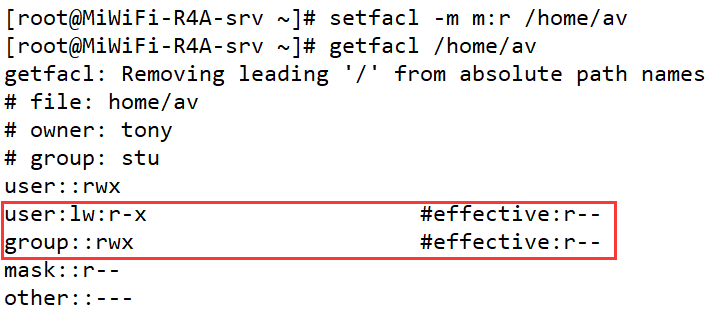 [root@MiWiFi-R4A-srv ~]# setfacl -m m:r /home/av
[root@MiWiFi-R4A-srv ~]# getfacl /home/av
getfacl: Removing leading '/' from absolute path names
# file: home/av
# owner: tony
# group: stu
user::rwx
user:lw:r-x                     #effective:r--
group::rwx                      #effective:r--
mask::r--
other::---